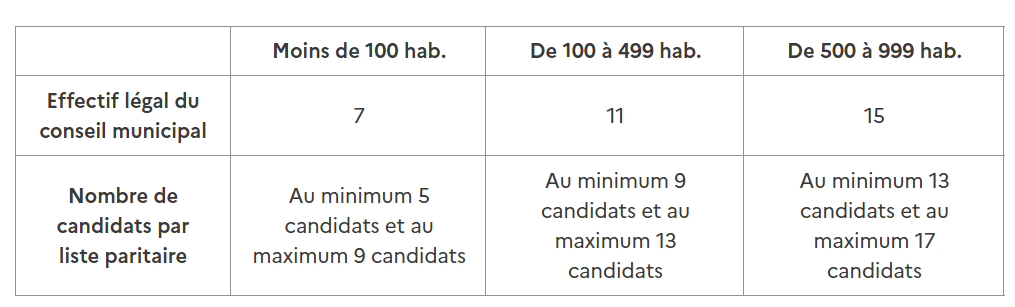 Moins de 100 hab.
De 100 à 499 hab.
De 500 à 999 hab.
Effectif légal du
conseil municipal
7
11
15
Nombre de
candidats par
liste paritaire
Au minimum 5
candidats et au
maximum 9 candidats
Au minimum 9
candidats et au
maximum 13
candidats
Au minimum 13
candidats et au
maximum 17
candidats